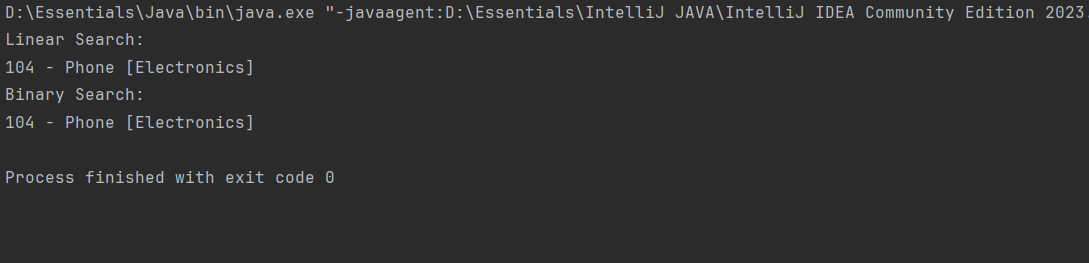 D:\Essentials\Java\bin\java.exe "-javaagent:D:\Essentials\IntelliJ JAVA\IntelliJ IDEA Community Edition 2023
Linear Search:
104 - Phone [Electronics]
Binary Search:
104 - Phone [Electronics]
Process finished with exit code 0